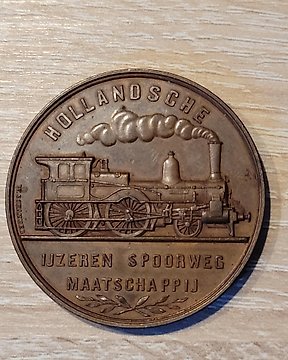 HOLLANDSCHE
IJZEREN SPOORWEG
MAATSCHAPPIJ